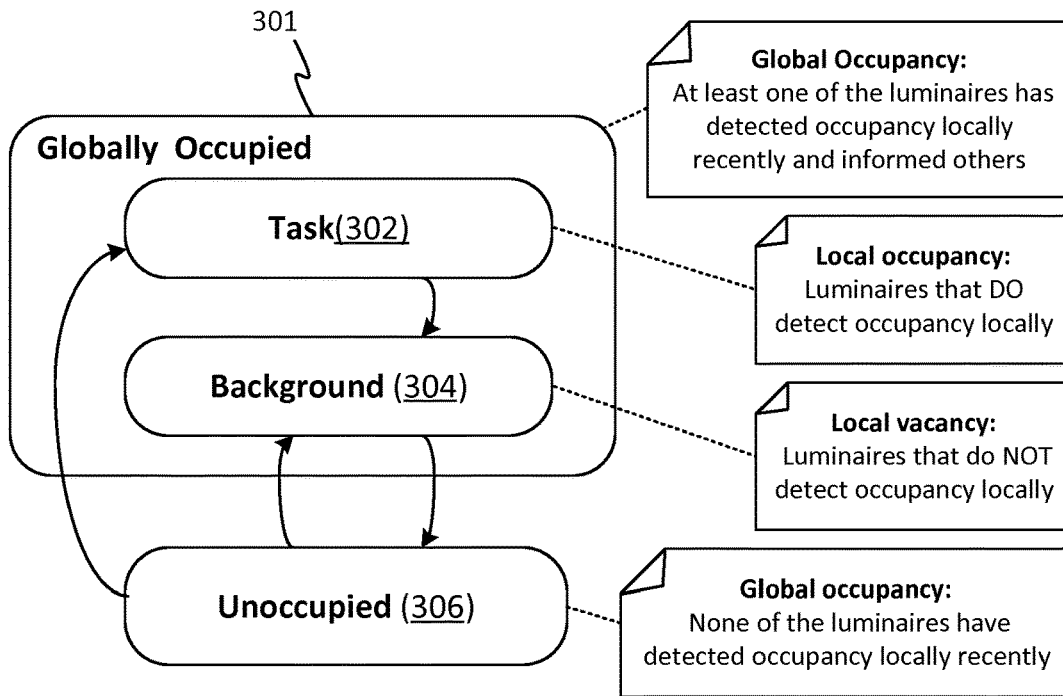 301
Globally Occupied
Task(302)
Background (304)
Unoccupied (306)
Global Occupancy:
At least one of the luminaires has
detected occupancy locally
recently and informed others
Local occupancy:
Luminaires that DO
detect occupancy locally
Local vacancy:
Luminaires that do NOT
detect occupancy locally
Global occupancy:
None of the luminaires have
detected occupancy locally recently